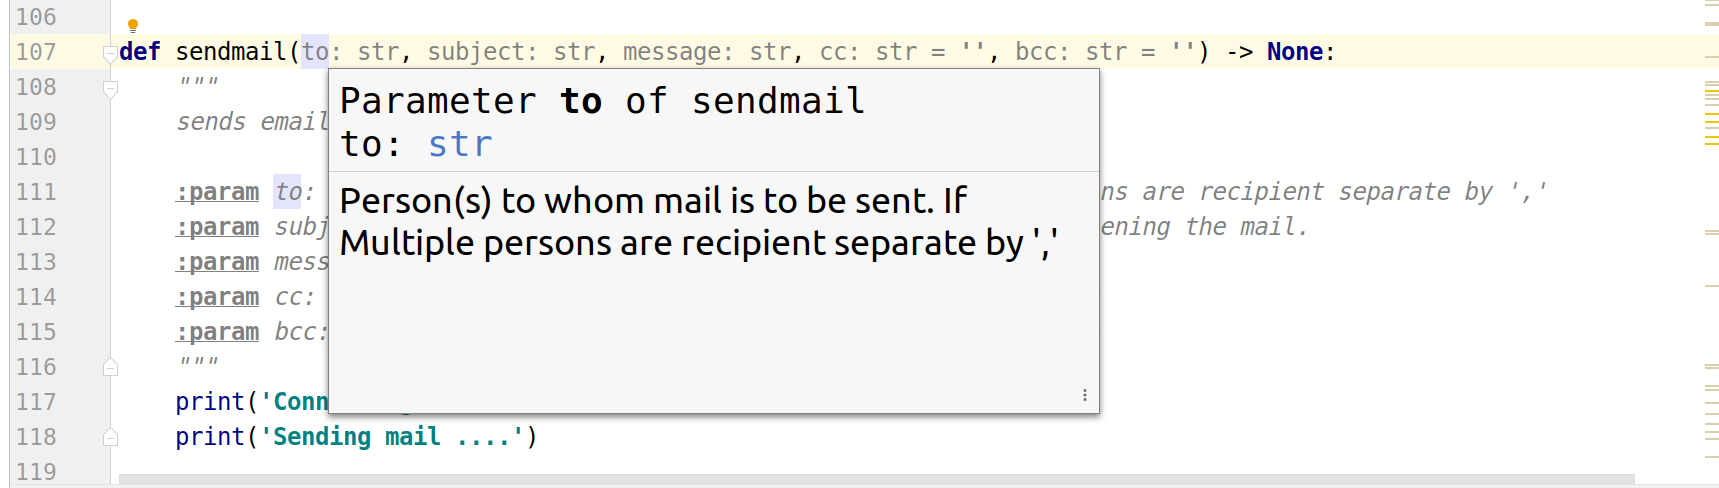 106
107 def sendmail(to: str, subject: str, message: str, cc: str = '', bcc: str = '') -> None:
108 """
109 sends email
110
111 :param to: ns are recipient separate by ','
112 :param subj ening the mail.
113 :param mess
114 :param cc:
115 :param bcc:
116 """
117 print('Conn
118 print('Sending mail ....')
119
Parameter to of sendmail
to: str
Person(s) to whom mail is to be sent. If
Multiple persons are recipient separate by ','